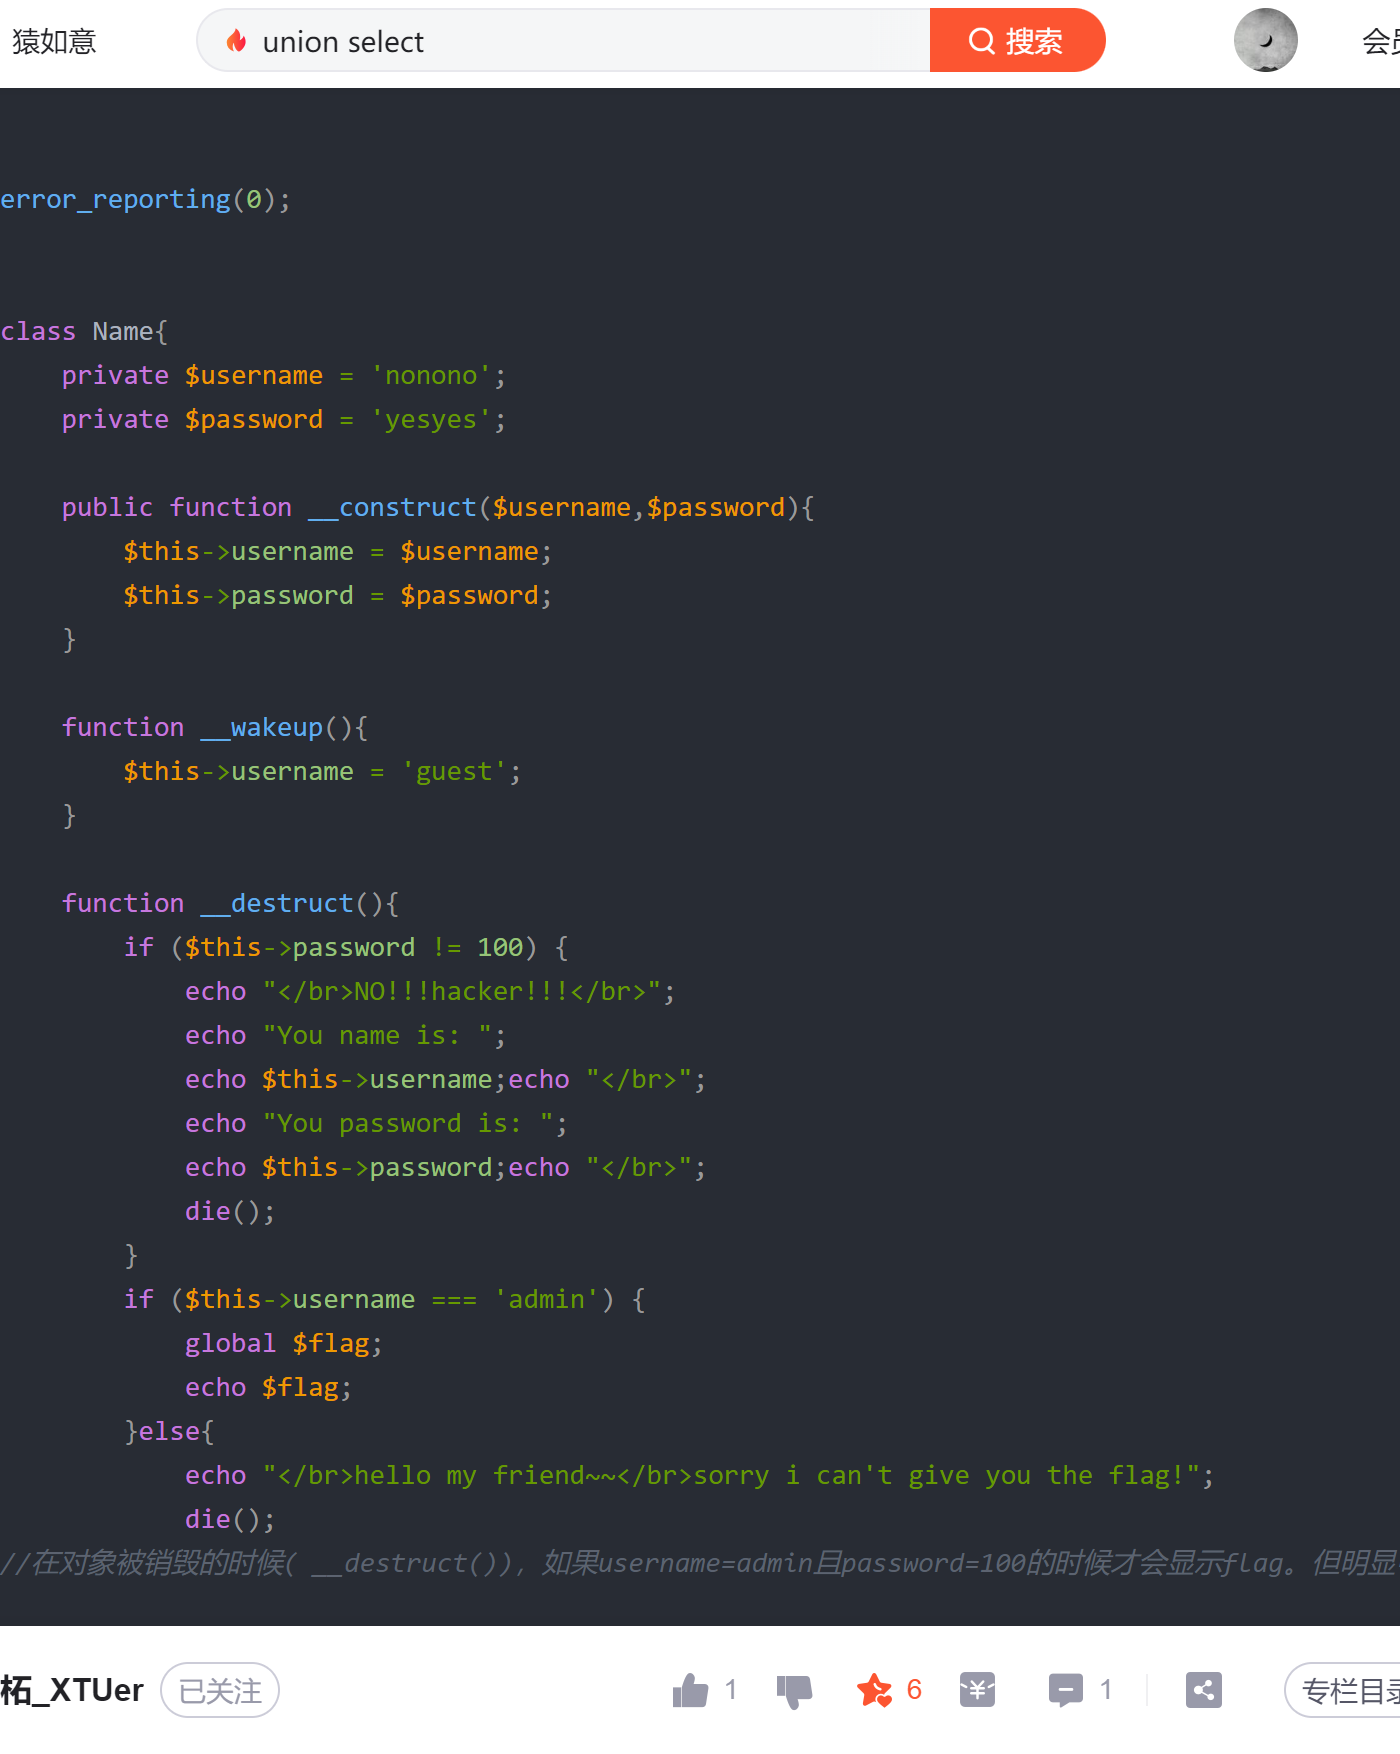 猿如意
union select
搜索
error_reporting(0);
class Name{
    private $username = 'nonono';
    private $password = 'yesyes';
    public function __construct($username,$password){
        $this->username = $username;
        $this->password = $password;
    }
    function __wakeup(){
        $this->username = 'guest';
    }
    function __destruct(){
        if ($this->password != 100) {
            echo "</br>NO!!!hacker!!!</br>";
            echo "You name is: ";
            echo $this->username;echo "</br>";
            echo "You password is: ";
            echo $this->password;echo "</br>";
            die();
        }
        if ($this->username === 'admin') {
            global $flag;
            echo $flag;
        }else{
            echo "</br>hello my friend~~</br>sorry i can't give you the flag!";
            die();
//在对象被销毁的时候( __destruct()), 如果username=admin且password=100的时候才会显示flag。但明显
柘_XTUer 已关注 1 6 ¥ 1 专栏目录